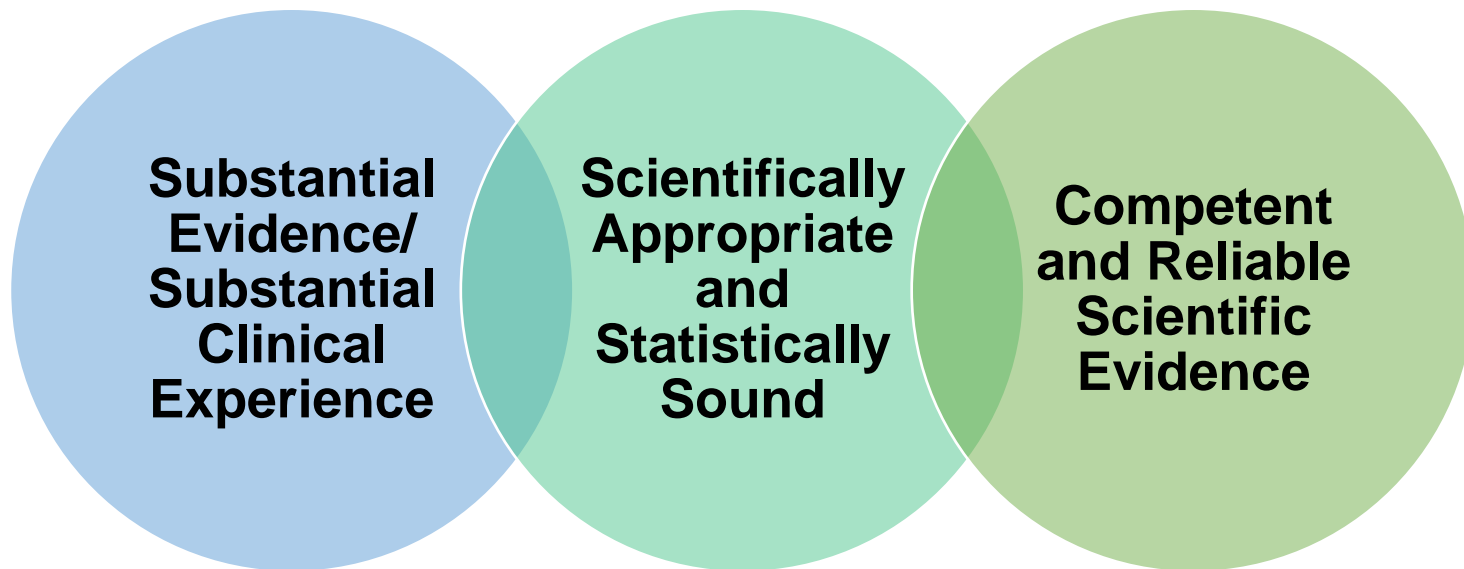 Substantial
Evidence/
Substantial
Clinical
Experience
Scientifically
Appropriate
and
Statistically
Sound
Competent
and Reliable
Scientific
Evidence